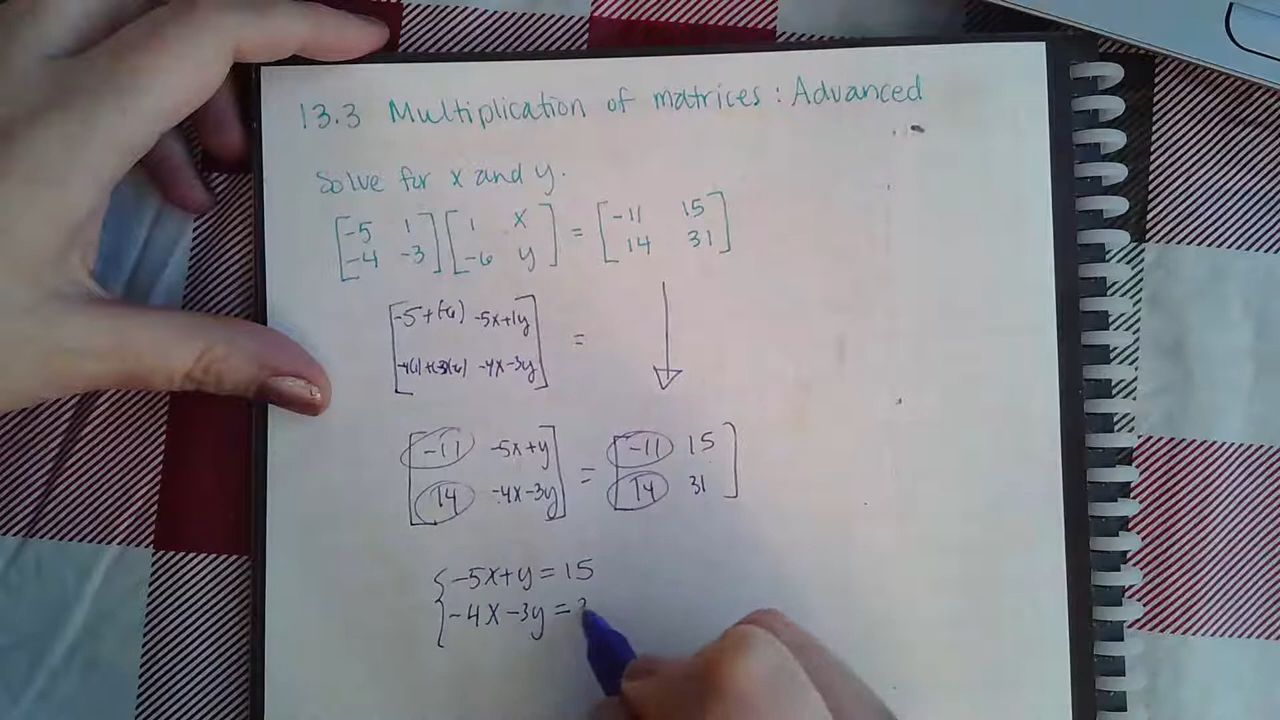 13.3 Multiplication of matrices : Advanced
Solve for x and y.
[-5 1] [1 x] = [-11 15]
[-4 -3] [-6 y] [14 31]
[-5+(-6) -5x+1y] =
[-4(1)+(-3)(-6) -4x-3y]
[-11 -5x+y] = [-11 15]
[14 -4x-3y] [14 31]
{-5x+y=15
-4x-3y=